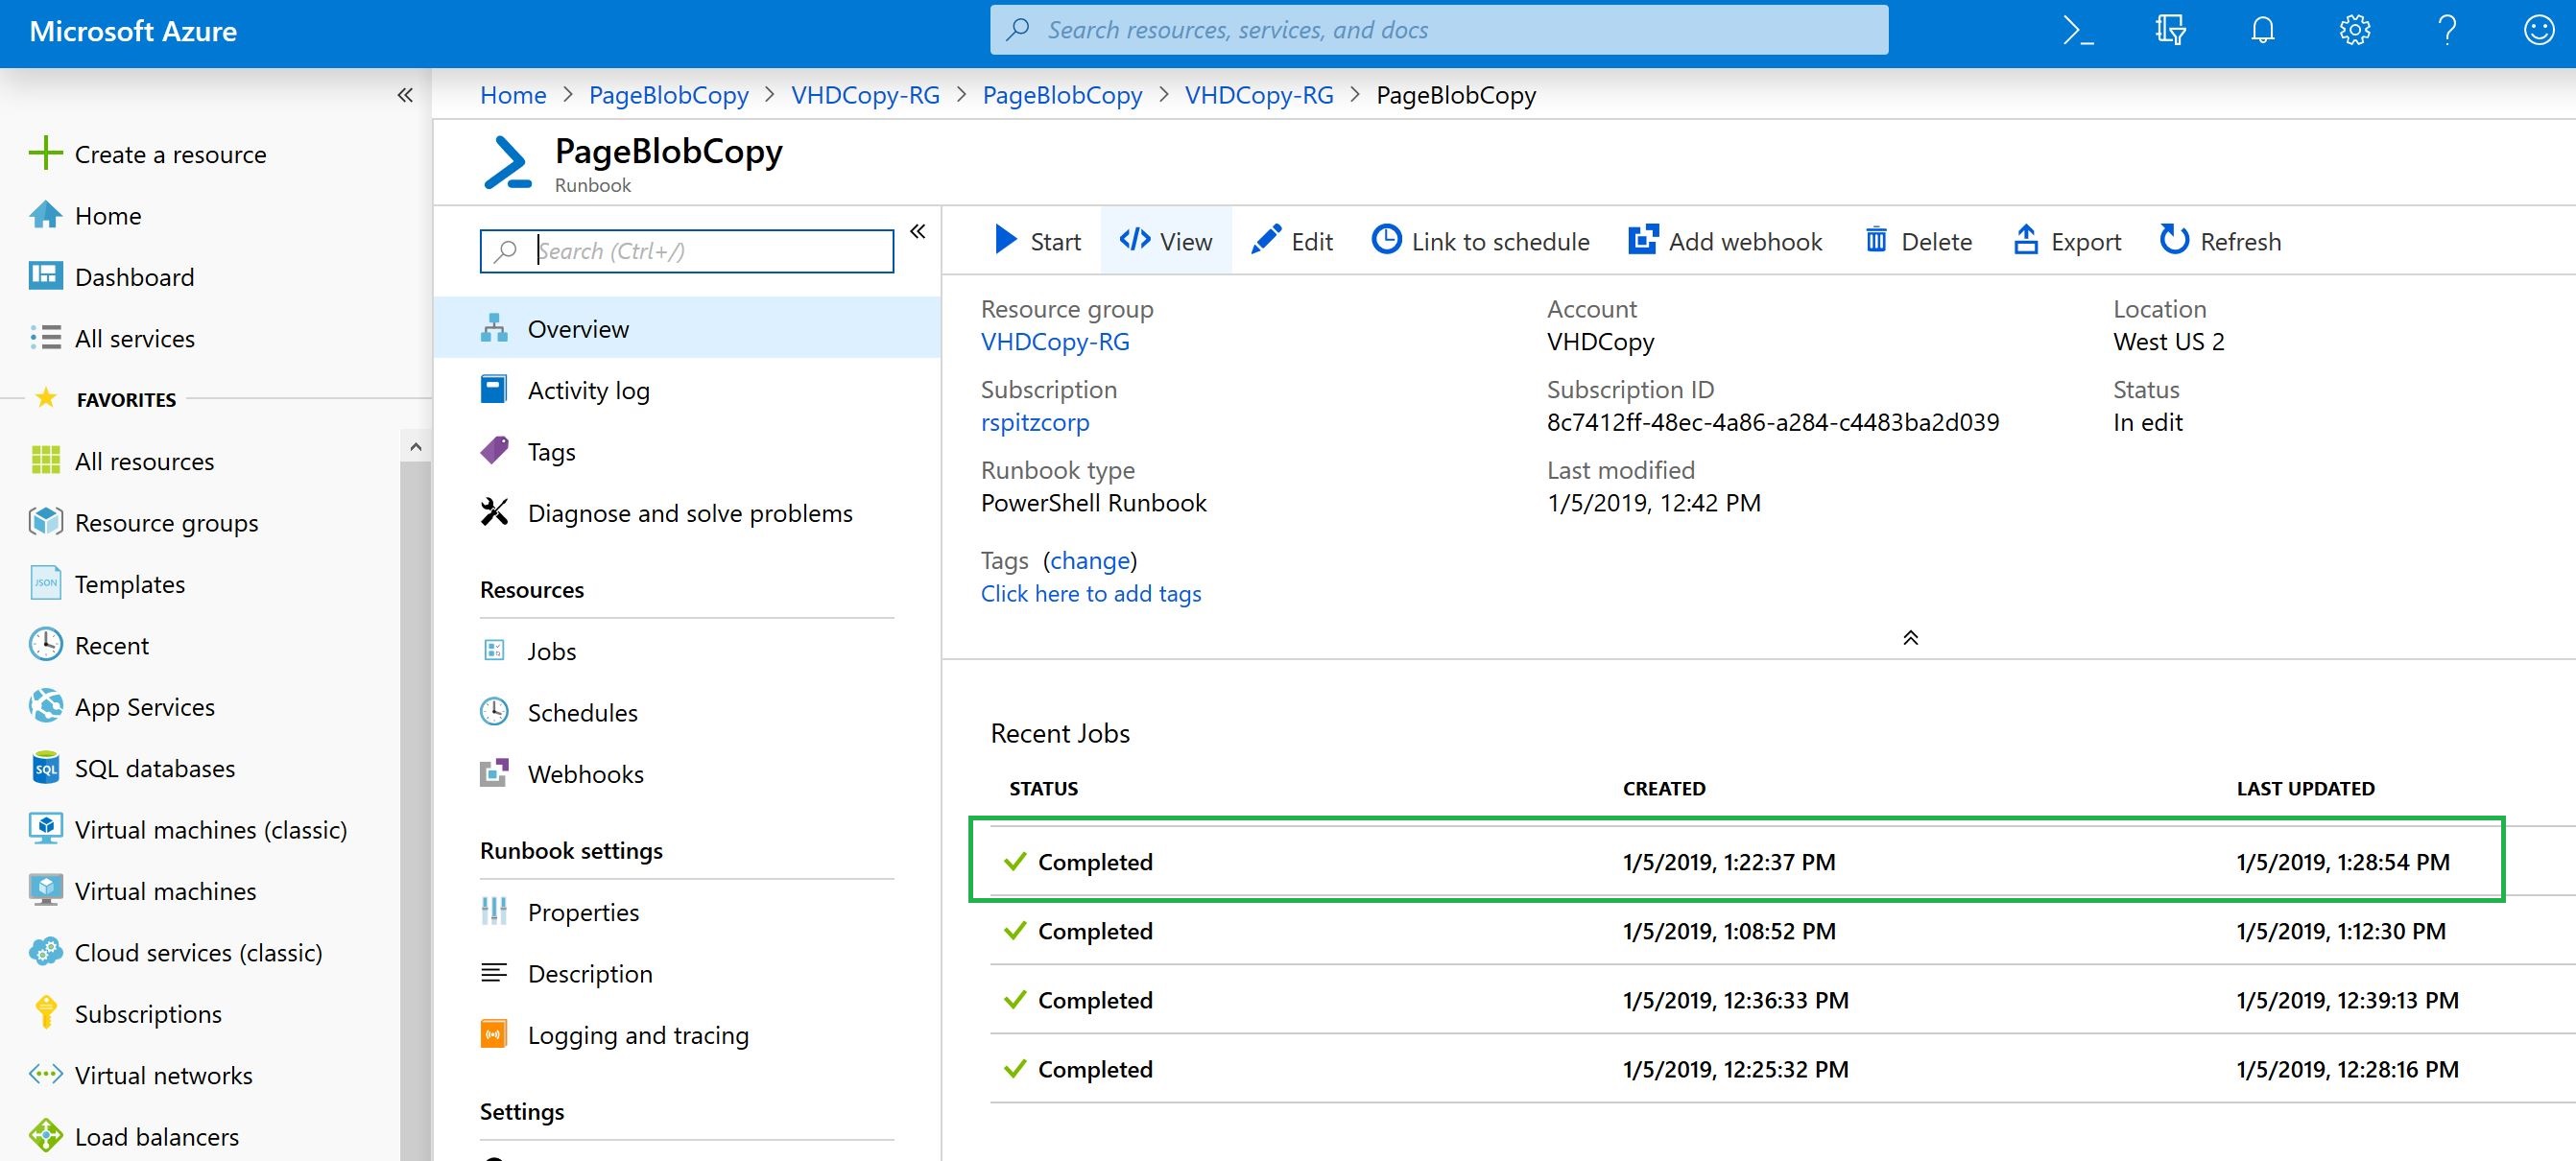 Microsoft Azure
Search resources, services, and docs
Home > PageBlobCopy > VHDCopy-RG > PageBlobCopy > VHDCopy-RG > PageBlobCopy
Create a resource
Home
Dashboard
All services
FAVORITES
All resources
Resource groups
JSON
Templates
Recent
App Services
SQL
SQL databases
Virtual machines (classic)
Virtual machines
Cloud services (classic)
Subscriptions
Virtual networks
Load balancers
PageBlobCopy
Runbook
Search (Ctrl+/)
Overview
Activity log
Tags
Diagnose and solve problems
Resources
Jobs
Schedules
Webhooks
Runbook settings
Properties
Description
Logging and tracing
Settings
Start View Edit Link to schedule Add webhook Delete Export Refresh
Resource group
VHDCopy-RG
Subscription
rspitzcorp
Runbook type
PowerShell Runbook
Account
VHDCopy
Subscription ID
8c7412ff-48ec-4a86-a284-c4483ba2d039
Last modified
1/5/2019, 12:42 PM
Location
West US 2
Status
In edit
Tags (change)
Click here to add tags
Recent Jobs
STATUS CREATED LAST UPDATED
Completed 1/5/2019, 1:22:37 PM 1/5/2019, 1:28:54 PM
Completed 1/5/2019, 1:08:52 PM 1/5/2019, 1:12:30 PM
Completed 1/5/2019, 12:36:33 PM 1/5/2019, 12:39:13 PM
Completed 1/5/2019, 12:25:32 PM 1/5/2019, 12:28:16 PM